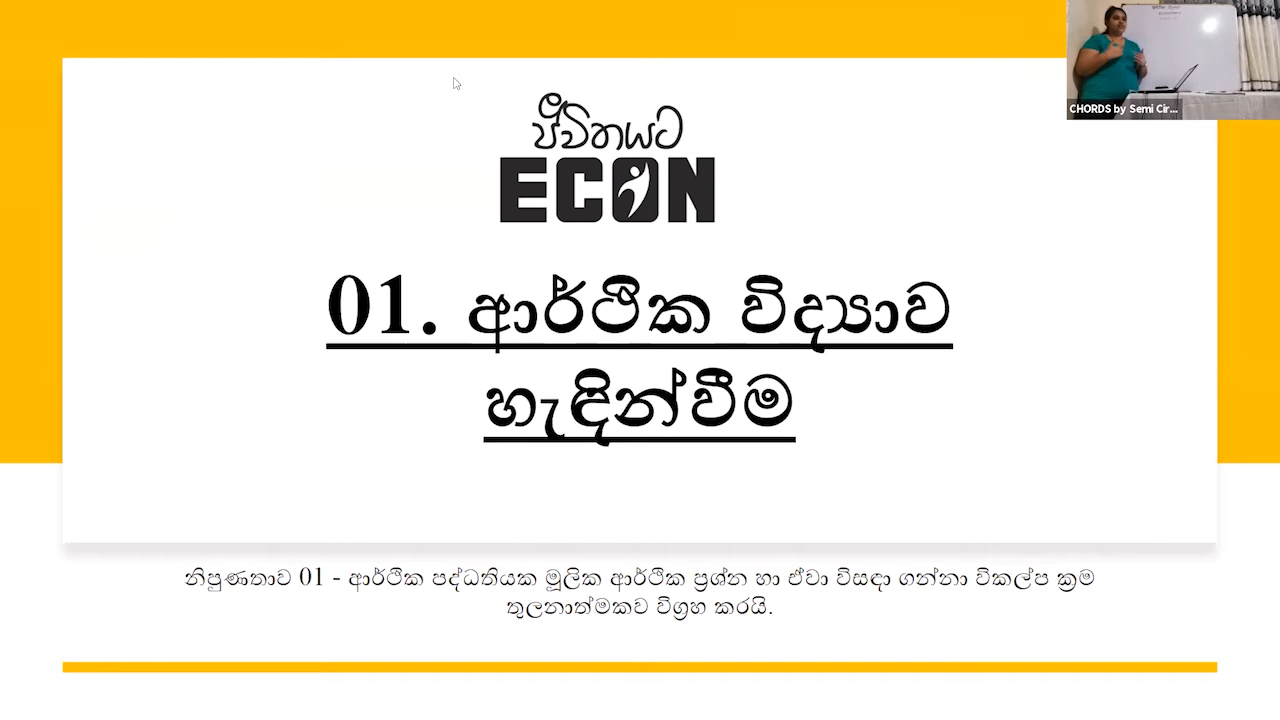 CHORDS by Semi Cir...
ජීවිතයට
ECON
01. ආර්ථික විද්‍යාව
හැඳින්වීම
නිපුණතාව 01 - ආර්ථික පද්ධතියක මූලික ආර්ථික ප්‍රශ්න හා ඒවා විසඳා ගන්නා විකල්ප ක්‍රම
තුලනාත්මකව විග්‍රහ කරයි.